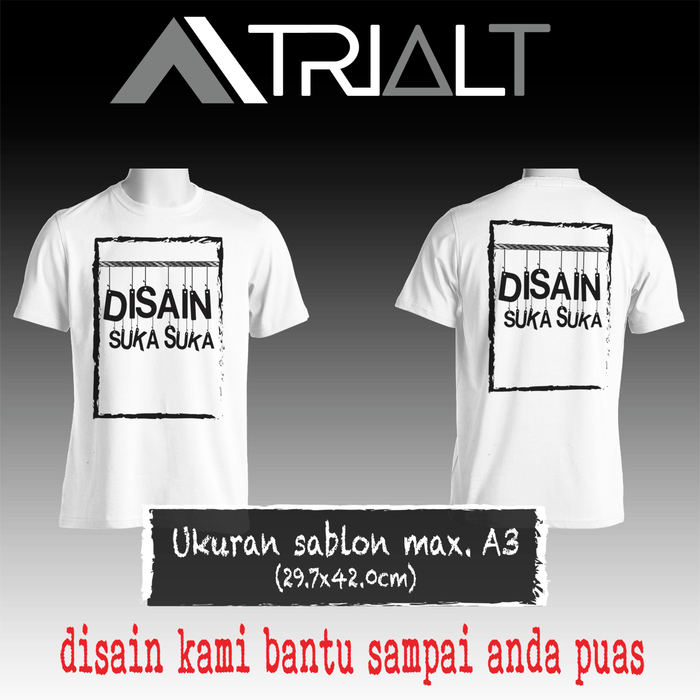 TRIALT
DISAIN
SUKA SUKA
DISAIN
SUKA SUKA
Ukuran sablon max. A3
(29.7x42.0cm)
disain kami bantu sampai anda puas